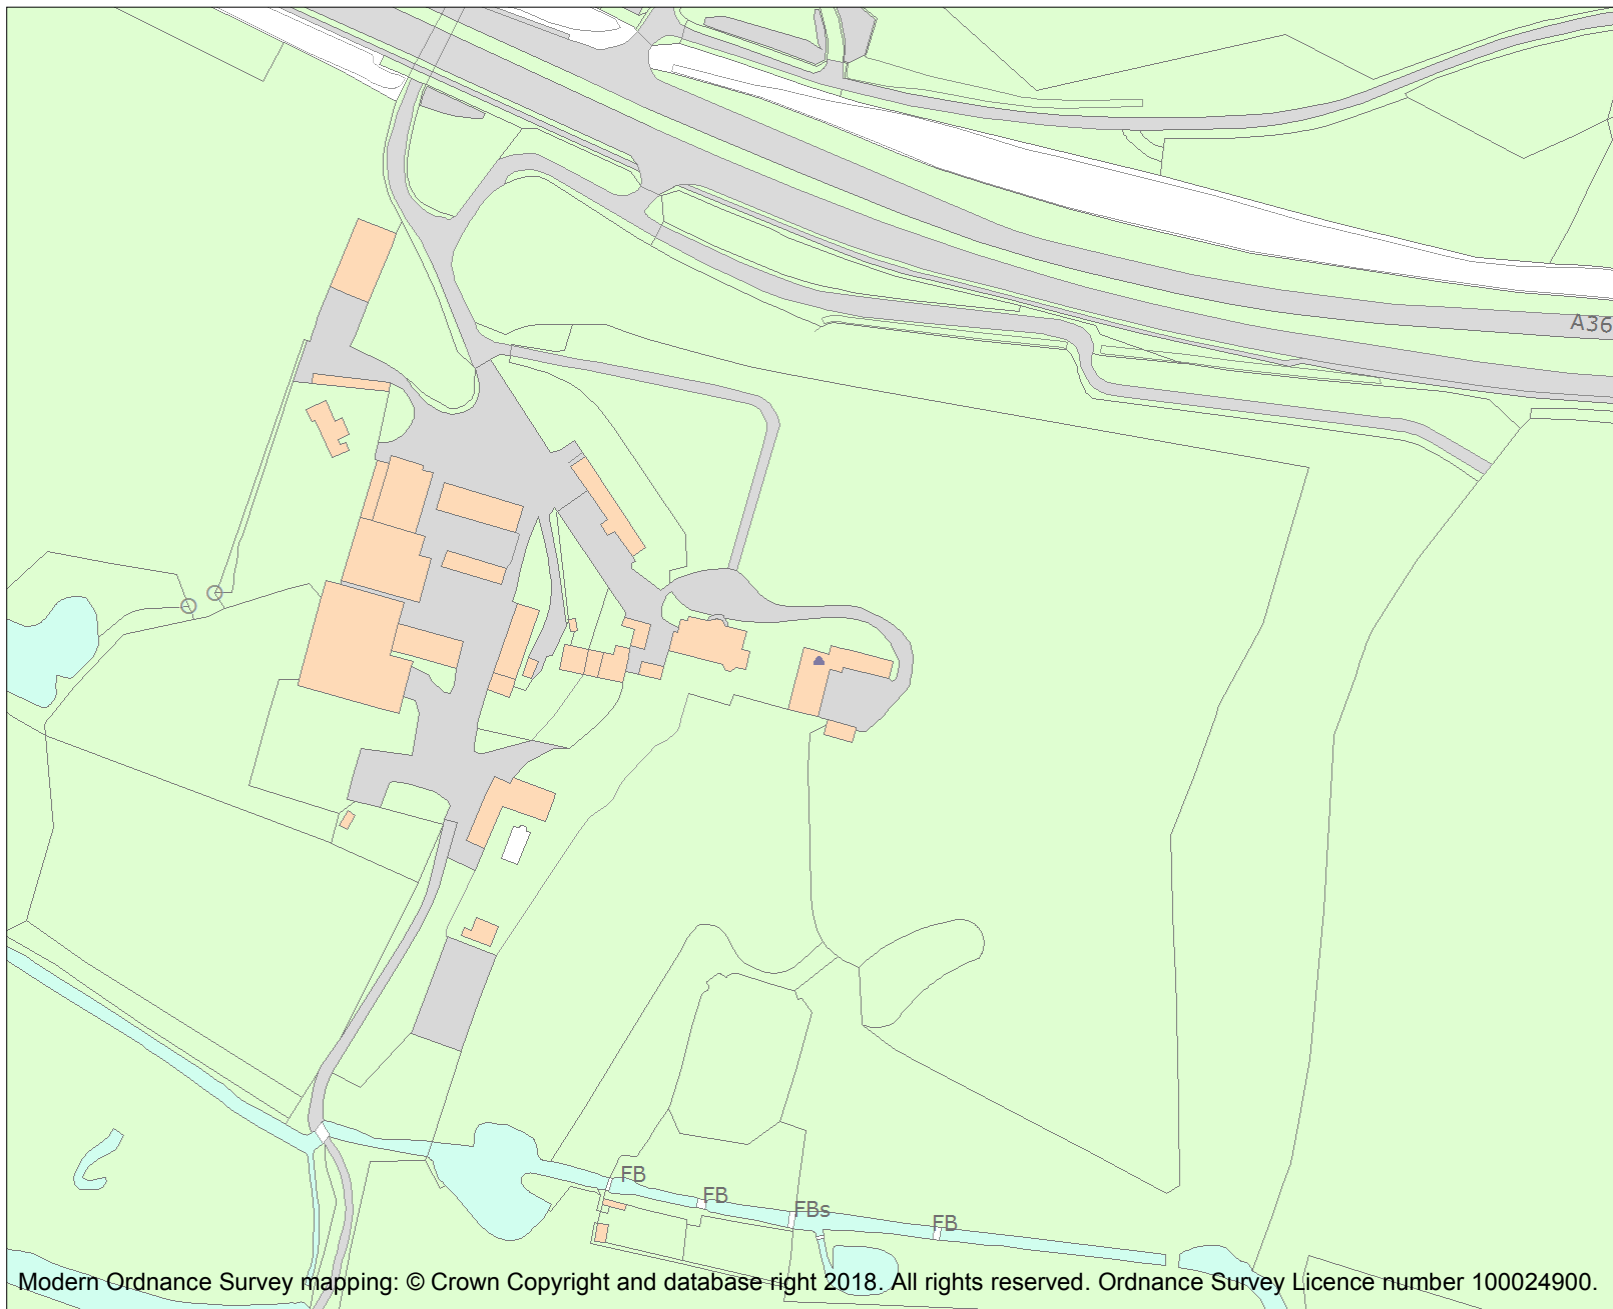 A36
FB
FB
FBs
FB
Modern Ordnance Survey mapping: © Crown Copyright and database right 2018. All rights reserved. Ordnance Survey Licence number 100024900.